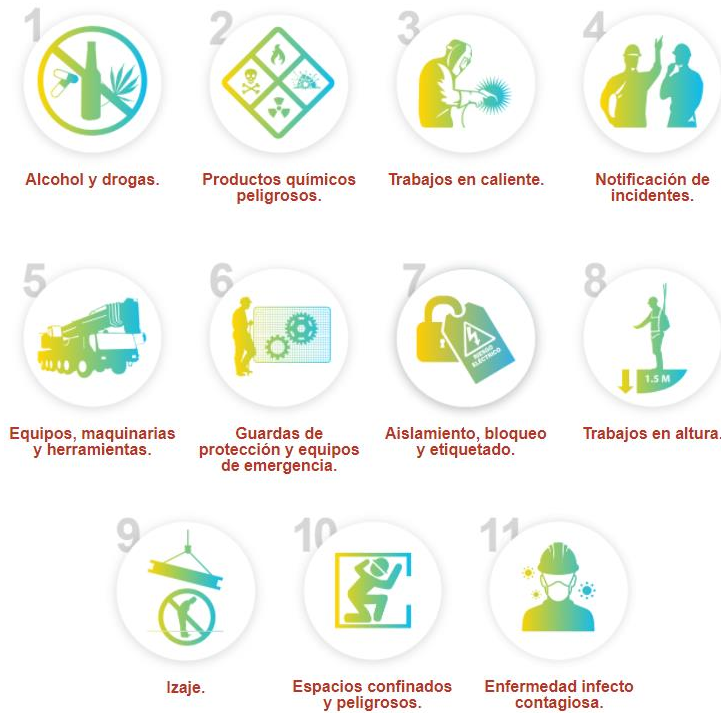 1
2
3
4
Alcohol y drogas.
Productos químicos
peligrosos.
Trabajos en caliente.
Notificación de
incidentes.
5
6
7
8
RIESGO
ELÉCTRICO
1.5 M
Equipos, maquinarias
y herramientas.
Guardas de
protección y equipos
de emergencia.
Aislamiento, bloqueo
y etiquetado.
Trabajos en altura.
9
10
11
Izaje.
Espacios confinados
y peligrosos.
Enfermedad infecto
contagiosa.